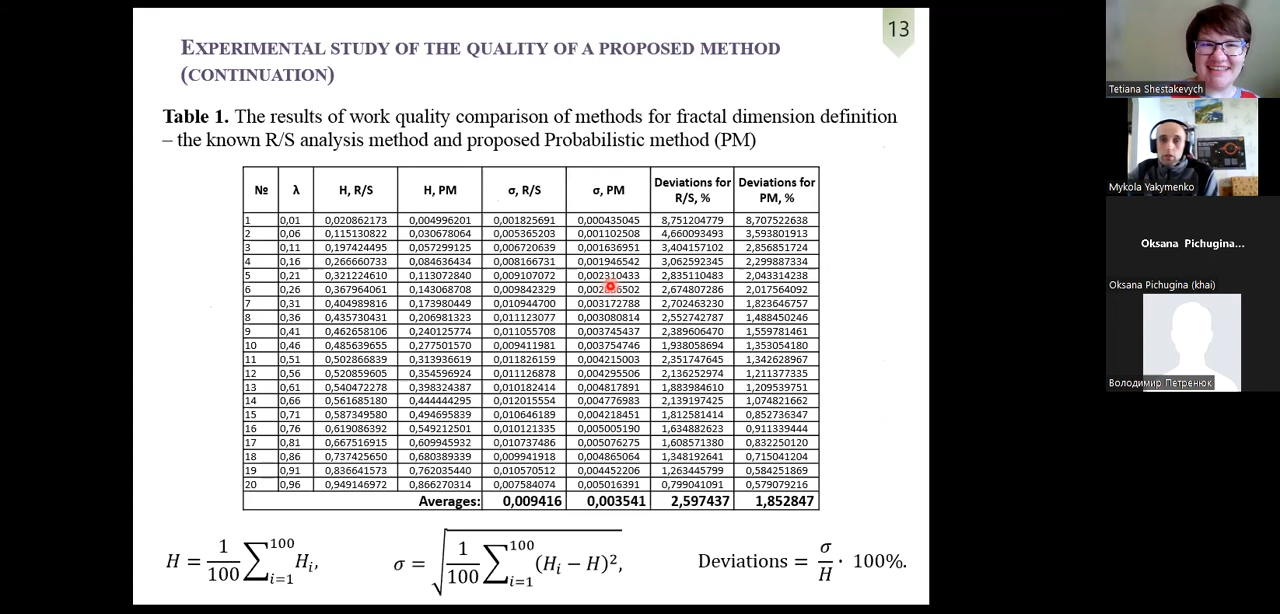 13
EXPERIMENTAL STUDY OF THE QUALITY OF A PROPOSED METHOD
(CONTINUATION)
Table 1. The results of work quality comparison of methods for fractal dimension definition
– the known R/S analysis method and proposed Probabilistic method (PM)
№ λ H, R/S H, PM σ, R/S σ, PM Deviations for R/S, % Deviations for PM, %
1 0,01 0,020862173 0,004996201 0,001825691 0,000435045 8,751204779 8,707522638
2 0,06 0,115130822 0,030678064 0,005365203 0,001102508 4,660093493 3,593801913
3 0,11 0,197424495 0,057299125 0,006720639 0,001636951 3,404157102 2,856851724
4 0,16 0,266660733 0,084636434 0,008166731 0,001946542 3,062592345 2,299887334
5 0,21 0,321224610 0,113072840 0,009107072 0,002310433 2,835110483 2,043314238
6 0,26 0,367964061 0,143068708 0,009842329 2,674807286 2,017564092
7 0,31 0,404989816 0,173980449 0,010944700 0,003172788 2,702463230 1,823646757
8 0,36 0,435730431 0,206981323 0,011123077 0,003080814 2,552742787 1,488450246
9 0,41 0,462658106 0,240125774 0,011055708 0,003745437 2,389606470 1,559781461
10 0,46 0,485639655 0,277501570 0,009411981 0,003754746 1,938058694 1,353054180
11 0,51 0,502866839 0,313936619 0,011826159 0,004215003 2,351747645 1,342628967
12 0,56 0,520859605 0,354596924 0,011126878 0,004295506 2,136252974 1,211377335
13 0,61 0,540472278 0,398324387 0,010182414 0,004817891 1,883984610 1,209539751
14 0,66 0,561685180 0,444444295 0,012015554 0,004776983 2,139197425 1,074821662
15 0,71 0,587349580 0,494695839 0,010646189 0,004218451 1,812581414 0,852736347
16 0,76 0,619086392 0,549212501 0,010121335 0,005005190 1,634882623 0,911339444
17 0,81 0,667516915 0,609945932 0,010737486 0,005076275 1,608571380 0,832250120
18 0,86 0,737425650 0,680389339 0,009941918 0,004865064 1,348192641 0,715041204
19 0,91 0,836641573 0,762035440 0,010570512 0,004452206 1,263445799 0,584251869
20 0,96 0,949146972 0,866270314 0,007584074 0,005016391 0,799041091 0,579079216
Averages: 0,009416 0,003541 2,597437 1,852847
H = 1/100 ∑ᵢ₌₁¹⁰⁰ Hᵢ, σ = √(1/100 ∑ᵢ₌₁¹⁰⁰ (Hᵢ − H)²), Deviations = σ/H · 100%.
Tetiana Shestakevych
Mykola Yakymenko
Oksana Pichugina...
Oksana Pichugina (khai)
Володимир Петренюк